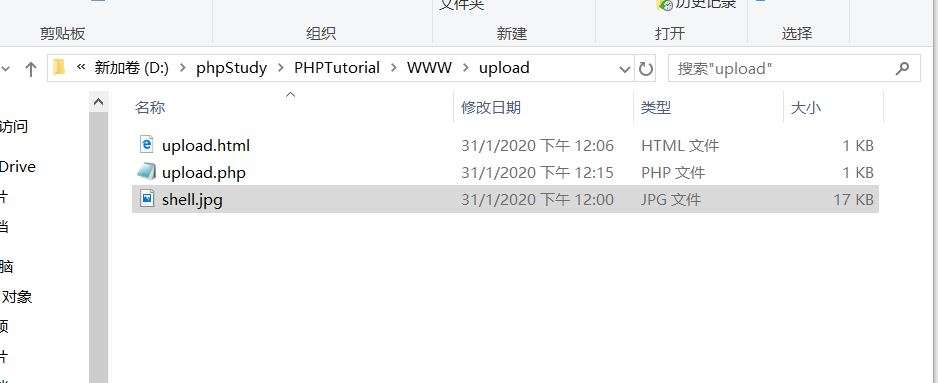 文件夹
历史记录
剪贴板 组织 新建 打开 选择
« 新加卷 (D:) > phpStudy > PHPTutorial > WWW > upload
搜索"upload"
名称 修改日期 类型 大小
upload.html 31/1/2020 下午 12:06 HTML 文件 1 KB
upload.php 31/1/2020 下午 12:15 PHP 文件 1 KB
shell.jpg 31/1/2020 下午 12:00 JPG 文件 17 KB
访问
Drive
片
档
脑
对象
频
片